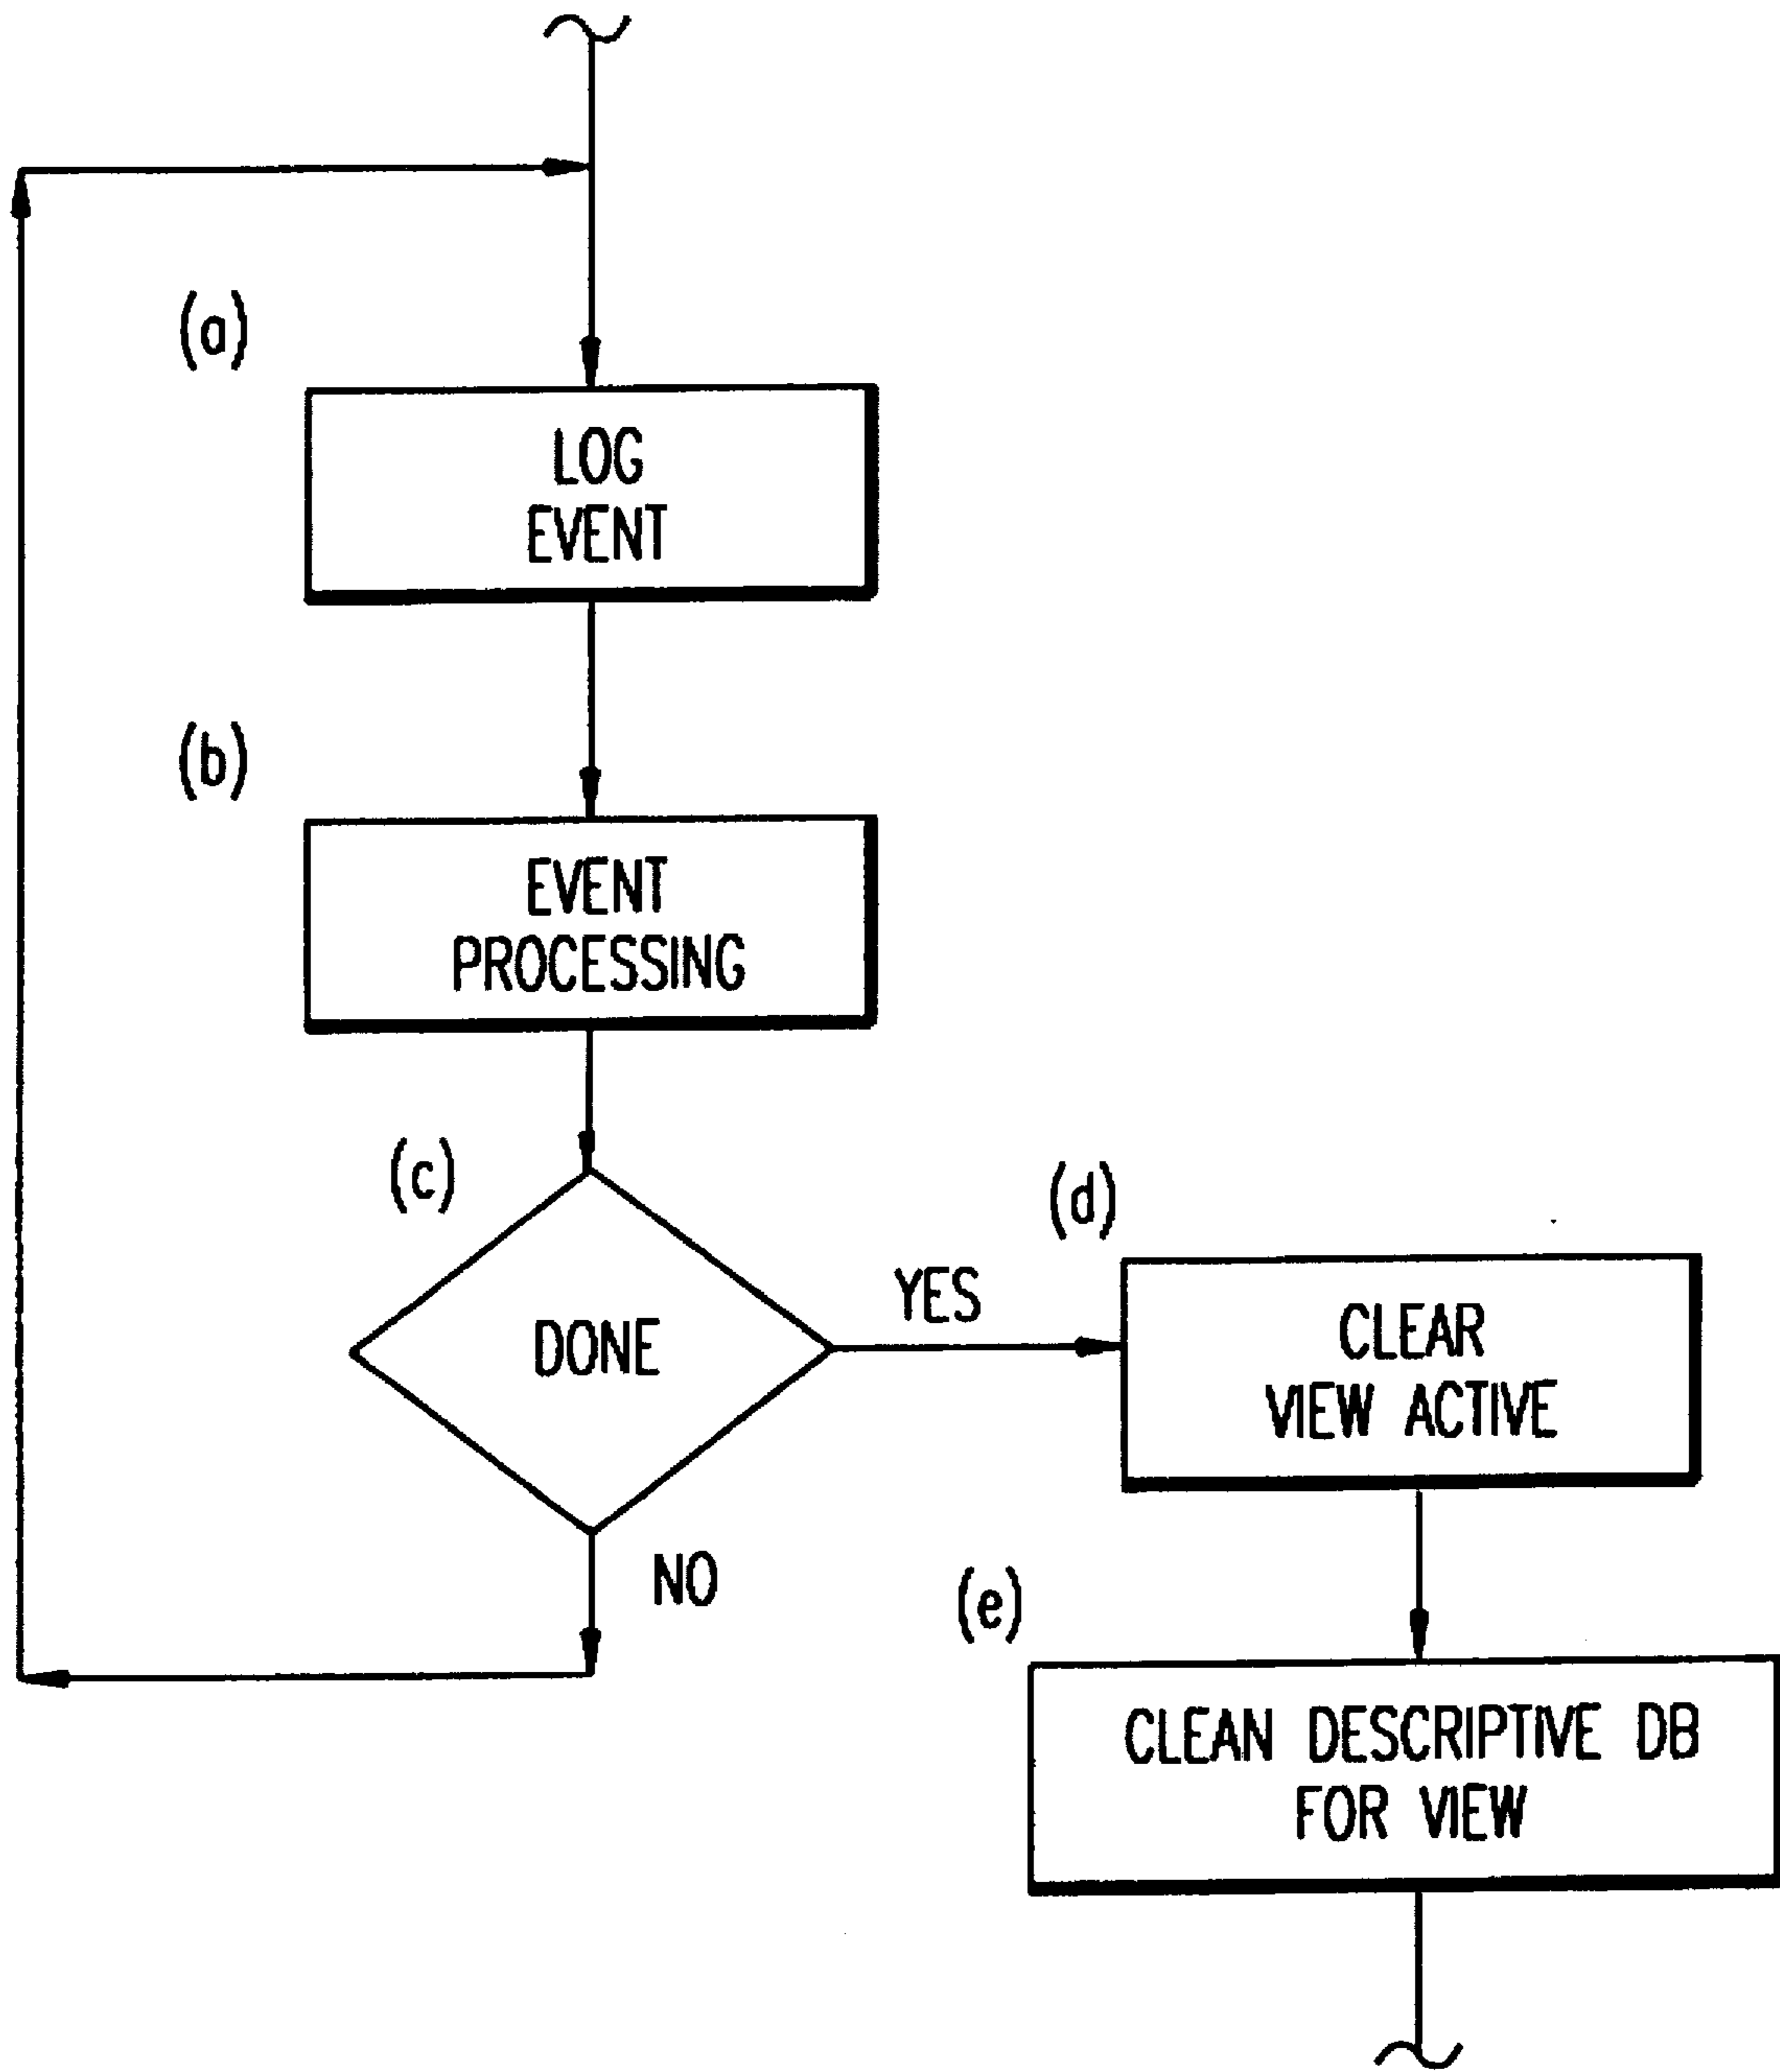 (a)
LOG
EVENT
(b)
EVENT
PROCESSING
(c)
DONE
YES
NO
(d)
CLEAR
VIEW ACTIVE
(e)
CLEAN DESCRIPTIVE DB
FOR VIEW